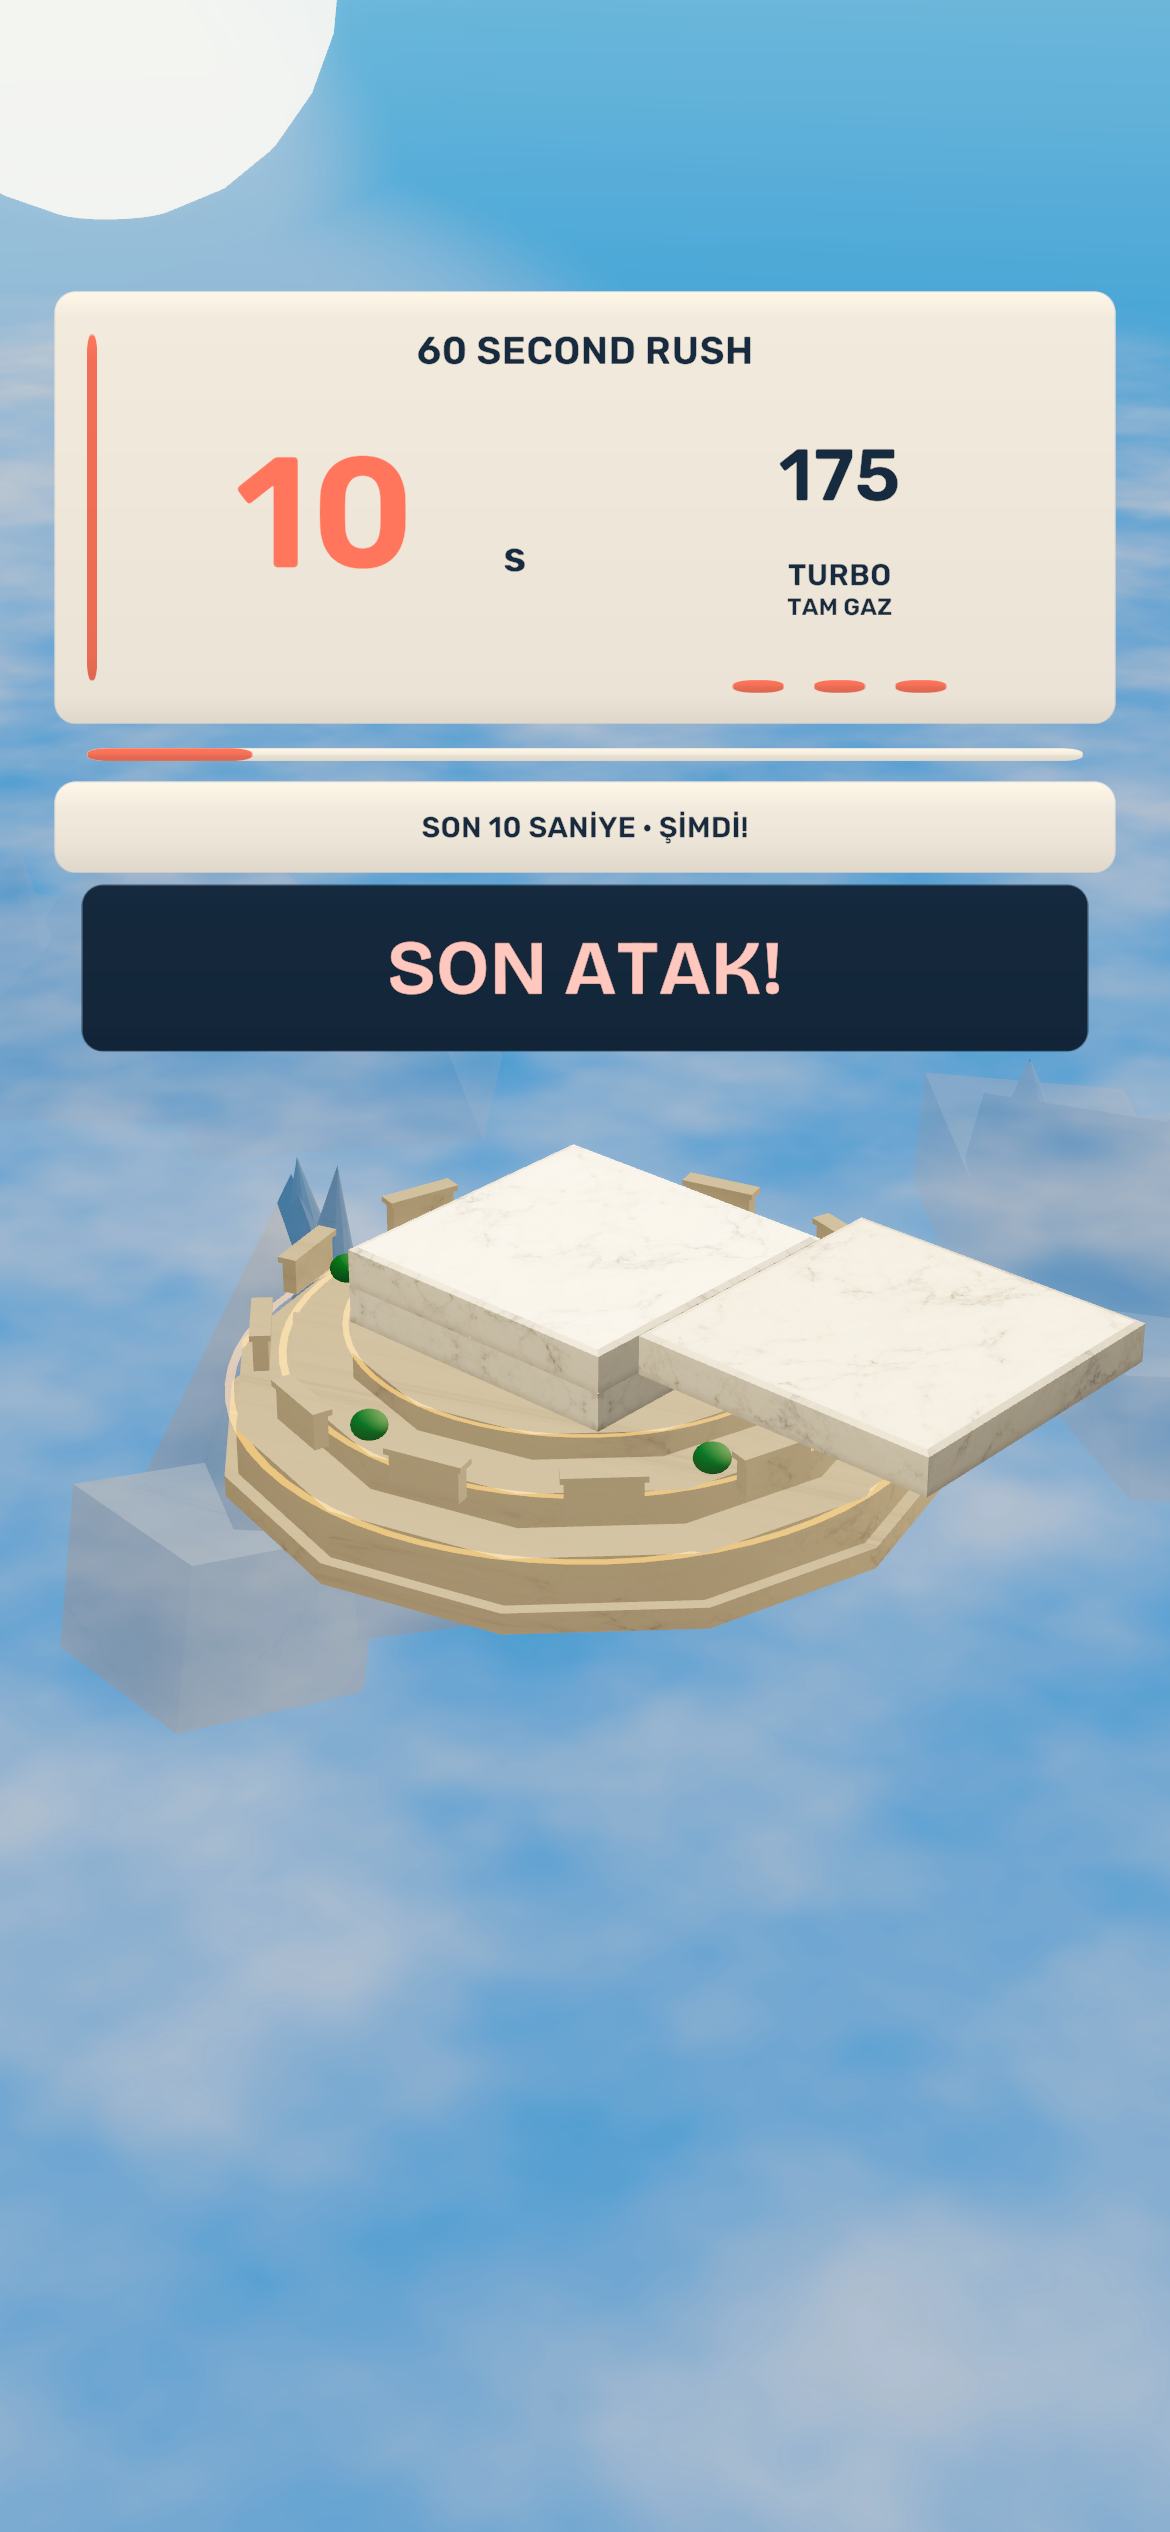 60 SECOND RUSH
10 s
175
TURBO
TAM GAZ
SON 10 SANİYE • ŞİMDİ!
SON ATAK!